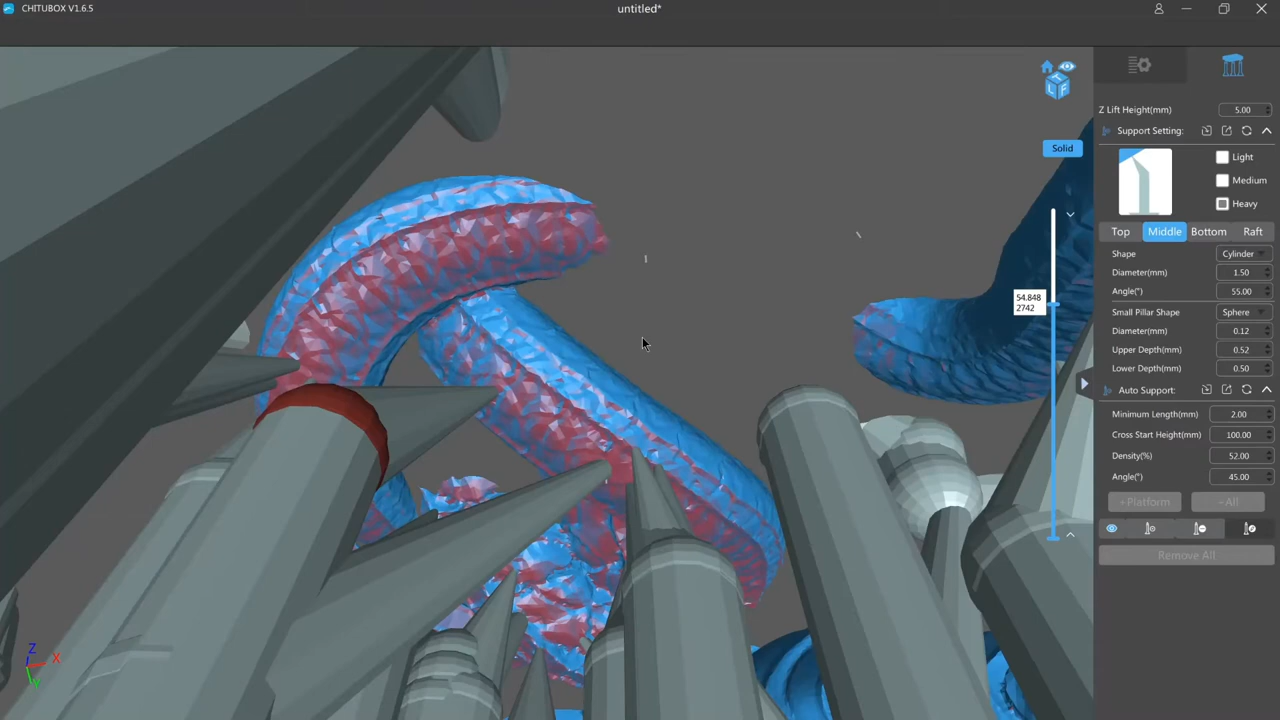 CHITUBOX V1.6.5
untitled*
Z Lift Height(mm) 5.00
Support Setting:
Light
Medium
Heavy
Top Middle Bottom Raft
Shape Cylinder
Diameter(mm) 1.50
Angle(°) 55.00
Small Pillar Shape Sphere
Diameter(mm) 0.12
Upper Depth(mm) 0.52
Lower Depth(mm) 0.50
Auto Support:
Minimum Length(mm) 2.00
Cross Start Height(mm) 100.00
Density(%) 52.00
Angle(°) 45.00
+Platform +All
Remove All
T
L F
Solid
54.848
2742
Z
X
Y